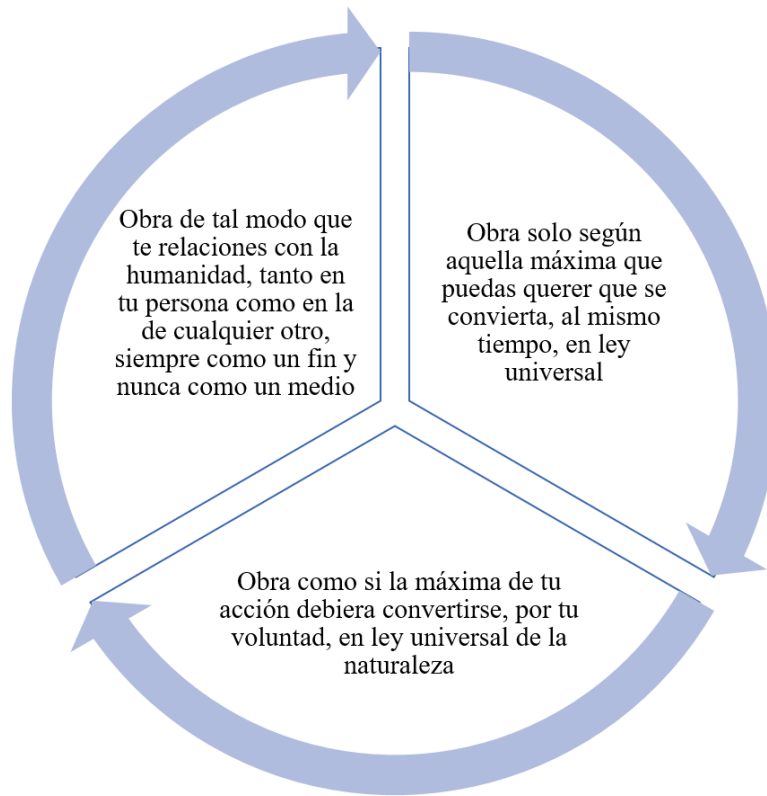 Obra de tal modo que
te relaciones con la
humanidad, tanto en
tu persona como en la
de cualquier otro,
siempre como un fin y
nunca como un medio
Obra solo según
aquella máxima que
puedas querer que se
convierta, al mismo
tiempo, en ley
universal
Obra como si la máxima de tu
acción debiera convertirse, por tu
voluntad, en ley universal de la
naturaleza